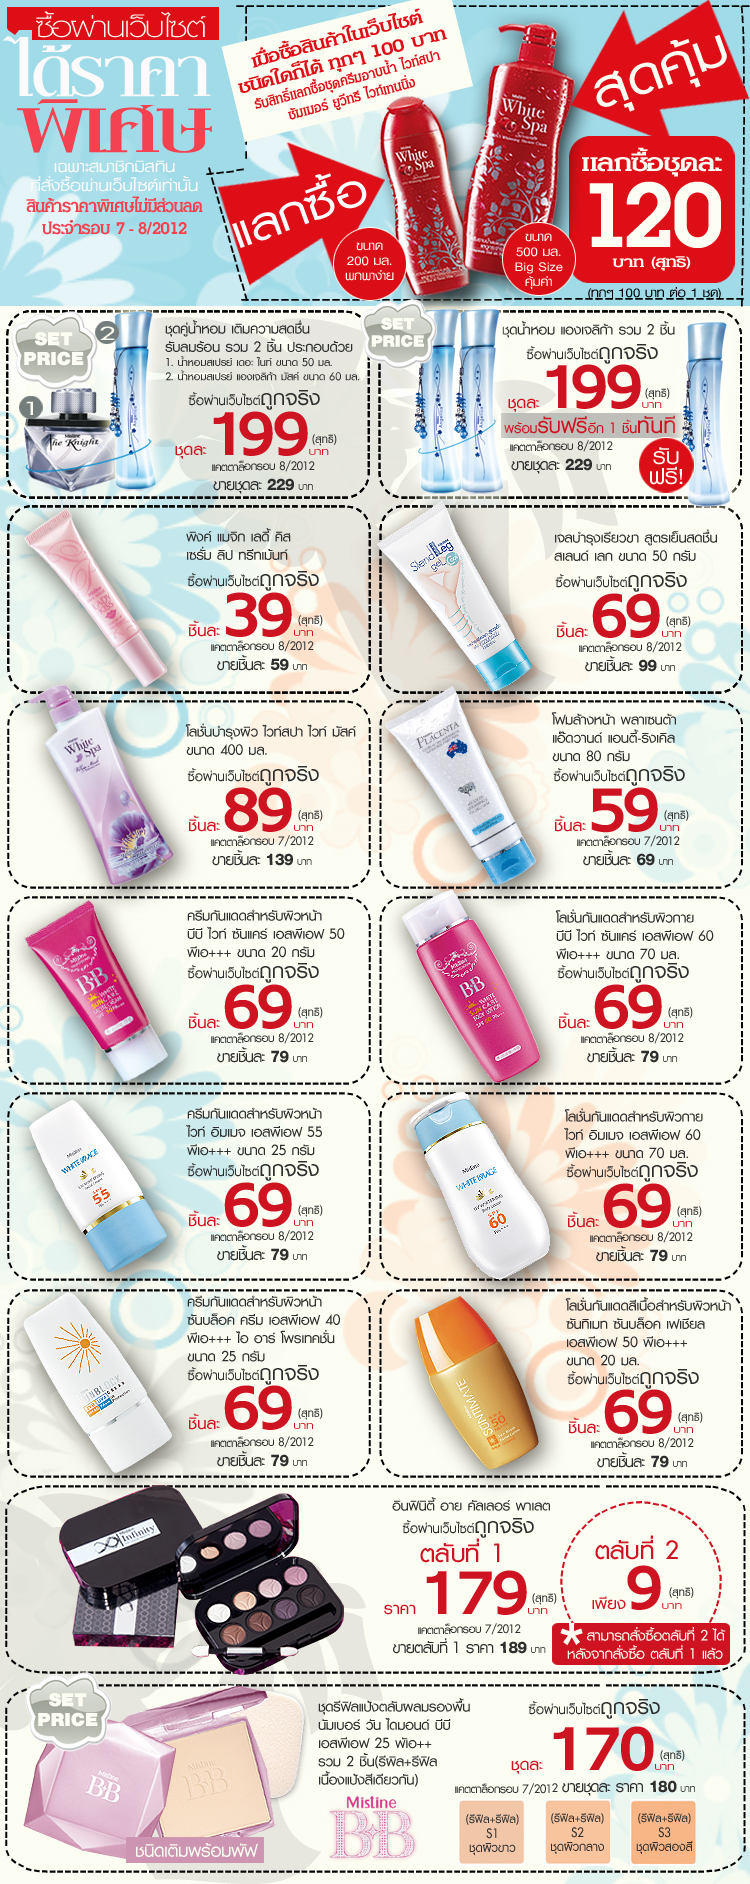 ซื้อผ่านเว็บไซต์
ได้ราคา
พิเศษ
เฉพาะสมาชิกมิสทิน
ที่สั่งซื้อผ่านเว็บไซต์เท่านั้น
สินค้าราคาพิเศษไม่มีส่วนลด
ประจำรอบ 7 - 8/2012
เมื่อซื้อสินค้าในเว็บไซต์
ชนิดใดก็ได้ ทุกๆ 100 บาท
รับสิทธิ์แลกซื้อชุดครีมอาบน้ำ ไวท์สปา
ซัมเมอร์ ยูวีทรี ไวท์เทนนิ่ง
แลกซื้อ
สุดคุ้ม
White
Spa
White
Spa
ขนาด
200 มล.
พกพาง่าย
ขนาด
500 มล.
Big Size
คุ้มค่า
แลกซื้อชุดละ
120
บาท (สุทธิ)
(ทุกๆ 100 บาท ต่อ 1 ชุด)
SET
PRICE
1
2
Mistine
The Knight
ชุดคู่น้ำหอม เติมความสดชื่น
รับลมร้อน รวม 2 ชิ้น ประกอบด้วย
1. น้ำหอมสเปรย์ เดอะ ไนท์ ขนาด 50 มล.
2. น้ำหอมสเปรย์ แองเจลิก้า มัสค์ ขนาด 60 มล.
ซื้อผ่านเว็บไซต์ถูกจริง
ชุดละ 199 (สุทธิ) บาท
แคตตาล็อกรอบ 8/2012
ขายชุดละ 229 บาท
SET
PRICE
ชุดน้ำหอม แองเจลิก้า รวม 2 ชิ้น
ซื้อผ่านเว็บไซต์ถูกจริง
ชุดละ 199 (สุทธิ) บาท
พร้อมรับฟรีอีก 1 ชิ้นทันที
แคตตาล็อกรอบ 8/2012
ขายชุดละ 229 บาท
รับ
ฟรี!
พิงค์ แมจิก เลดี้ คิส
เซรั่ม ลิป ทรีทเม้นท์
ซื้อผ่านเว็บไซต์ถูกจริง
ชิ้นละ 39 (สุทธิ) บาท
แคตตาล็อกรอบ 8/2012
ขายชิ้นละ 59 บาท
Slend Leg
gel
เจลบำรุงเรียวขา สูตรเย็นสดชื่น
สเลนด์ เลก ขนาด 50 กรัม
ซื้อผ่านเว็บไซต์ถูกจริง
ชิ้นละ 69 (สุทธิ) บาท
แคตตาล็อกรอบ 8/2012
ขายชิ้นละ 99 บาท
White
Spa
White Musk
โลชั่นบำรุงผิว ไวท์สปา ไวท์ มัสค์
ขนาด 400 มล.
ซื้อผ่านเว็บไซต์ถูกจริง
ชิ้นละ 89 (สุทธิ) บาท
แคตตาล็อกรอบ 7/2012
ขายชิ้นละ 139 บาท
PLACENTA
โฟมล้างหน้า พลาเซนต้า
แอ๊ดวานด์ แอนตี้-ริงเคิล
ขนาด 80 กรัม
ซื้อผ่านเว็บไซต์ถูกจริง
ชิ้นละ 59 (สุทธิ) บาท
แคตตาล็อกรอบ 7/2012
ขายชิ้นละ 69 บาท
Mistine
BB
WHITE
SUN CARE
FACIAL CREAM
ครีมกันแดดสำหรับผิวหน้า
บีบี ไวท์ ซันแคร์ เอสพีเอฟ 50
พีเอ+++ ขนาด 20 กรัม
ซื้อผ่านเว็บไซต์ถูกจริง
ชิ้นละ 69 (สุทธิ) บาท
แคตตาล็อกรอบ 8/2012
ขายชิ้นละ 79 บาท
Mistine
BB
WHITE
SUN CARE
BODY LOTION
โลชั่นกันแดดสำหรับผิวกาย
บีบี ไวท์ ซันแคร์ เอสพีเอฟ 60
พีเอ+++ ขนาด 70 มล.
ซื้อผ่านเว็บไซต์ถูกจริง
ชิ้นละ 69 (สุทธิ) บาท
แคตตาล็อกรอบ 8/2012
ขายชิ้นละ 79 บาท
Mistine
WHITE IMAGE
55
ครีมกันแดดสำหรับผิวหน้า
ไวท์ อิมเมจ เอสพีเอฟ 55
พีเอ+++ ขนาด 25 กรัม
ซื้อผ่านเว็บไซต์ถูกจริง
ชิ้นละ 69 (สุทธิ) บาท
แคตตาล็อกรอบ 8/2012
ขายชิ้นละ 79 บาท
Mistine
WHITE IMAGE
60
โลชั่นกันแดดสำหรับผิวกาย
ไวท์ อิมเมจ เอสพีเอฟ 60
พีเอ+++ ขนาด 70 มล.
ซื้อผ่านเว็บไซต์ถูกจริง
ชิ้นละ 69 (สุทธิ) บาท
แคตตาล็อกรอบ 8/2012
ขายชิ้นละ 79 บาท
ครีมกันแดดสำหรับผิวหน้า
ซันบล็อค ครีม เอสพีเอฟ 40
พีเอ+++ ไอ อาร์ โพรเทคชั่น
ขนาด 25 กรัม
ซื้อผ่านเว็บไซต์ถูกจริง
ชิ้นละ 69 (สุทธิ) บาท
แคตตาล็อกรอบ 8/2012
ขายชิ้นละ 79 บาท
SUNTIMATE
50
โลชั่นกันแดดสีเนื้อสำหรับผิวหน้า
ซันทิเมท ซันบล็อค เฟเชียล
เอสพีเอฟ 50 พีเอ+++
ขนาด 20 มล.
ซื้อผ่านเว็บไซต์ถูกจริง
ชิ้นละ 69 (สุทธิ) บาท
แคตตาล็อกรอบ 8/2012
ขายชิ้นละ 79 บาท
Infinity
อินฟินิตี้ อาย คัลเลอร์ พาเลต
ซื้อผ่านเว็บไซต์ถูกจริง
ตลับที่ 1
ราคา 179 (สุทธิ) บาท
แคตตาล็อกรอบ 7/2012
ขายตลับที่ 1 ราคา 189 บาท
ตลับที่ 2
เพียง 9 (สุทธิ) บาท
* สามารถสั่งซื้อตลับที่ 2 ได้
หลังจากสั่งซื้อ ตลับที่ 1 แล้ว
SET
PRICE
Mistine
BB
Mistine
BB
ชนิดเติมพร้อมพัฟ
ชุดรีฟิลแป้งตลับผสมรองพื้น
นัมเบอร์ วัน ไดมอนด์ บีบี
เอสพีเอฟ 25 พีเอ++
รวม 2 ชิ้น(รีฟิล+รีฟิล
เนื้องแป้งสีเดียวกัน)
Mistine
BB
ซื้อผ่านเว็บไซต์ถูกจริง
ชุดละ 170 (สุทธิ) บาท
แคตตาล็อกรอบ 7/2012 ขายชุดละ ราคา 180 บาท
(รีฟิล+รีฟิล)
S1
ชุดผิวขาว
(รีฟิล+รีฟิล)
S2
ชุดผิวกลาง
(รีฟิล+รีฟิล)
S3
ชุดผิวสองสี